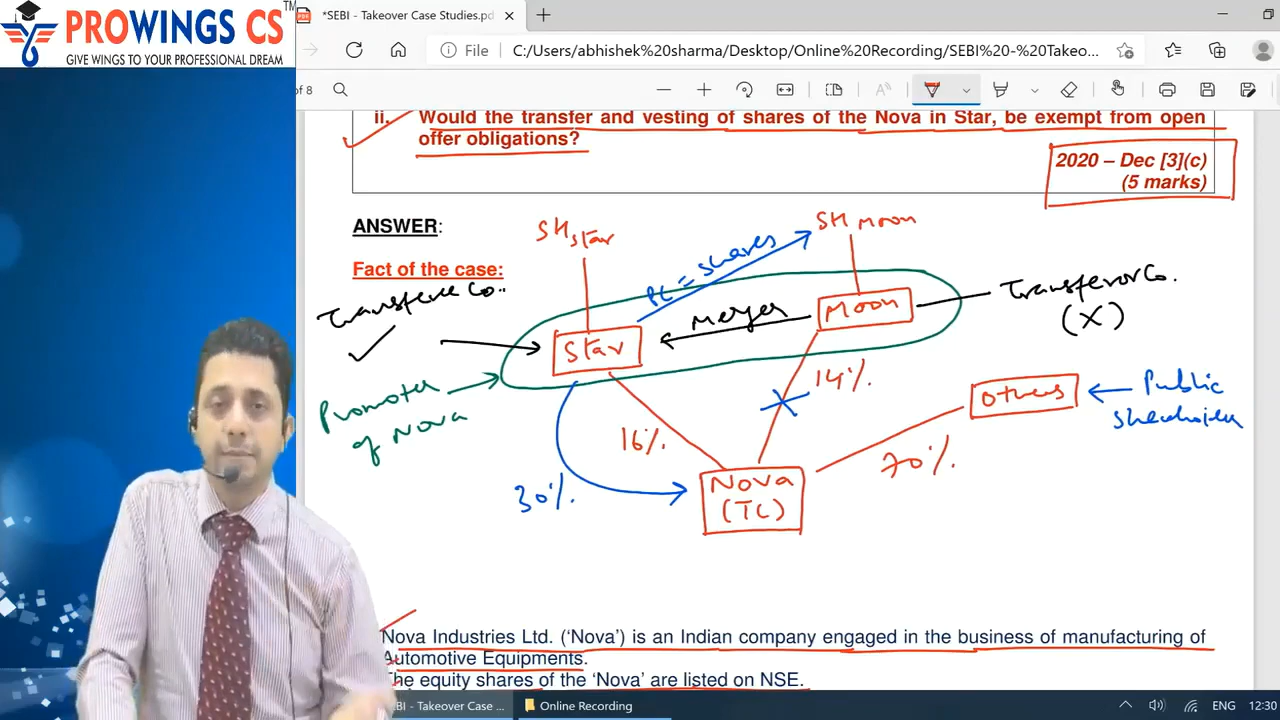 PROWINGS CS TM
GIVE WINGS TO YOUR PROFESSIONAL DREAM
*SEBI - Takeover Case Studies.pd
File C:/Users/abhishek%20sharma/Desktop/Online%20Recording/SEBI%20-%20Takeo...
of 8
ii. Would the transfer and vesting of shares of the Nova in Star, be exempt from open
offer obligations?
2020 – Dec [3](c)
(5 marks)
ANSWER:
SH Star
SH Moon
Fact of the case:
PC = shares
Transferee Co.
Transferor Co.
(X)
Merger
Moon
Star
Promoter
of Nova
14%
16%
others
Public
Shareholder
70%
30%
Nova
(TC)
Nova Industries Ltd. ('Nova') is an Indian company engaged in the business of manufacturing of
Automotive Equipments.
The equity shares of the 'Nova' are listed on NSE.
SEBI - Takeover Case ...
Online Recording
ENG 12:30